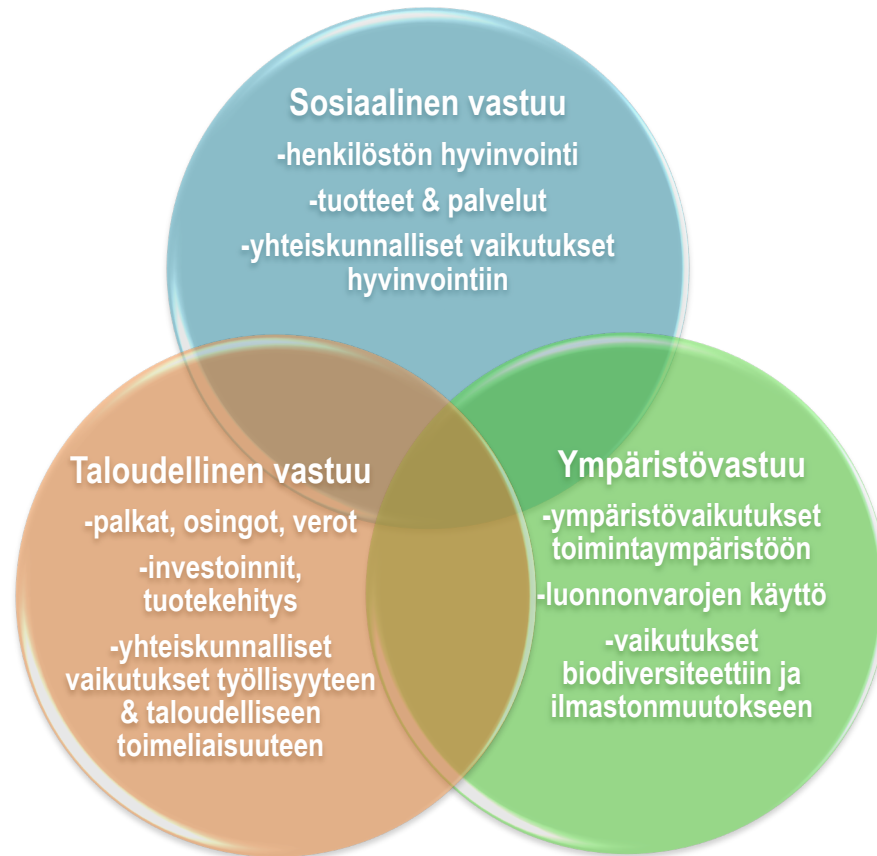 Sosiaalinen vastuu
-henkilöstön hyvinvointi
-tuotteet & palvelut
-yhteiskunnalliset vaikutukset
hyvinvointiin
Taloudellinen vastuu
-palkat, osingot, verot
-investoinnit,
tuotekehitys
-yhteiskunnalliset
vaikutukset työllisyyteen
& taloudelliseen
toimeliaisuuteen
Ympäristövastuu
-ympäristövaikutukset
toimintaympäristöön
-luonnonvarojen käyttö
-vaikutukset
biodiversiteettiin ja
ilmastonmuutokseen